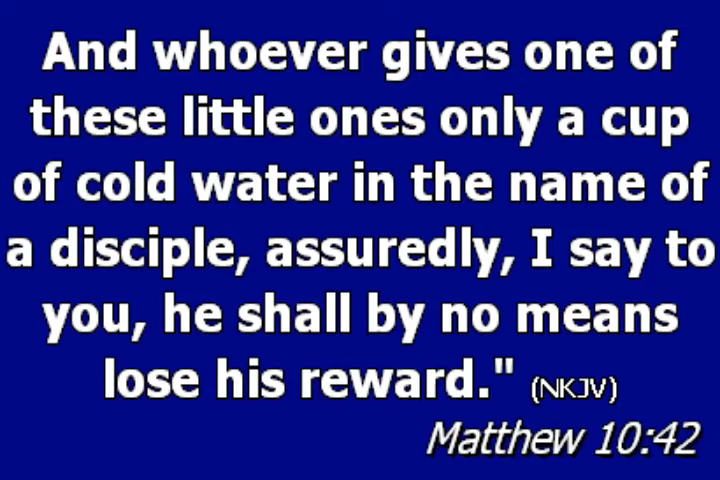 And whoever gives one of
these little ones only a cup
of cold water in the name of
a disciple, assuredly, I say to
you, he shall by no means
lose his reward." (NKJV)
Matthew 10:42